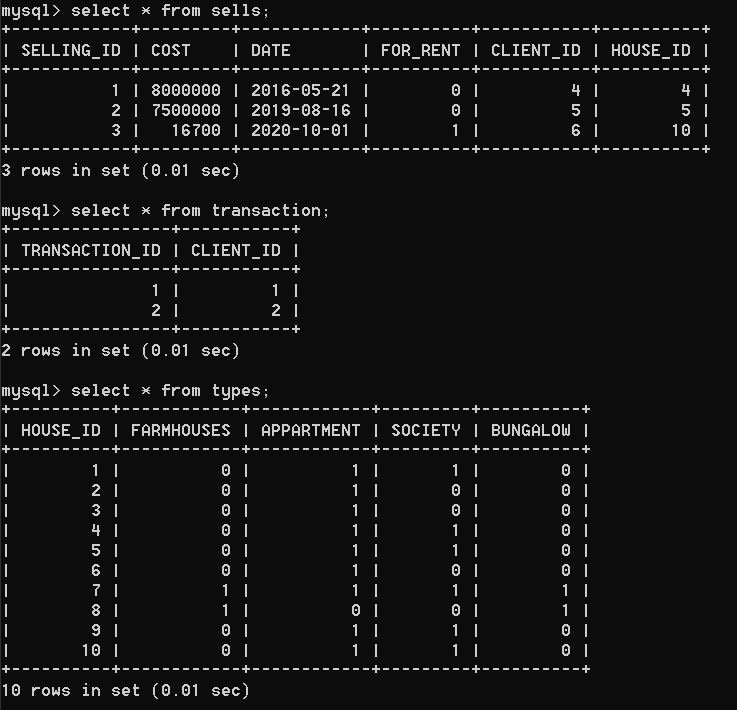 mysql> select * from sells;
+------------+---------+------------+----------+-----------+----------+
| SELLING_ID | COST    | DATE       | FOR_RENT | CLIENT_ID | HOUSE_ID |
+------------+---------+------------+----------+-----------+----------+
|          1 | 8000000 | 2016-05-21 |        0 |         4 |        4 |
|          2 | 7500000 | 2019-08-16 |        0 |         5 |        5 |
|          3 |   16700 | 2020-10-01 |        1 |         6 |       10 |
+------------+---------+------------+----------+-----------+----------+
3 rows in set (0.01 sec)
mysql> select * from transaction;
+----------------+-----------+
| TRANSACTION_ID | CLIENT_ID |
+----------------+-----------+
|              1 |         1 |
|              2 |         2 |
+----------------+-----------+
2 rows in set (0.01 sec)
mysql> select * from types;
+----------+------------+------------+---------+----------+
| HOUSE_ID | FARMHOUSES | APPARTMENT | SOCIETY | BUNGALOW |
+----------+------------+------------+---------+----------+
|        1 |          0 |          1 |       1 |        0 |
|        2 |          0 |          1 |       0 |        0 |
|        3 |          0 |          1 |       0 |        0 |
|        4 |          0 |          1 |       1 |        0 |
|        5 |          0 |          1 |       1 |        0 |
|        6 |          0 |          1 |       0 |        0 |
|        7 |          1 |          1 |       1 |        1 |
|        8 |          1 |          0 |       0 |        1 |
|        9 |          0 |          1 |       1 |        0 |
|       10 |          0 |          1 |       1 |        0 |
+----------+------------+------------+---------+----------+
10 rows in set (0.01 sec)